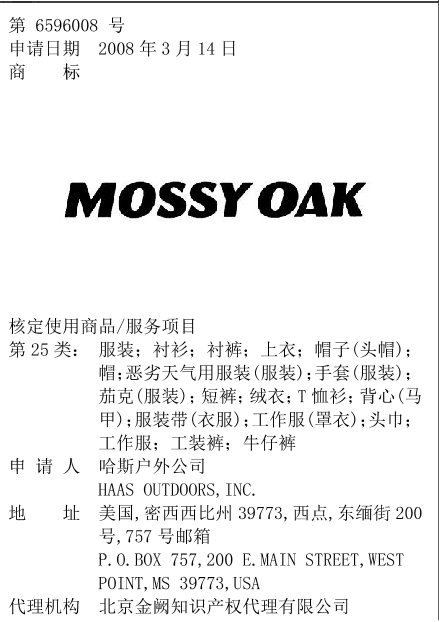 第 6596008 号
申请日期 2008 年 3 月 14 日
商 标
MOSSY OAK
核定使用商品/服务项目
第 25 类: 服装; 衬衫; 衬裤; 上衣; 帽子(头帽);
帽;恶劣天气用服装(服装);手套(服装);
茄克(服装); 短裤; 绒衣; T 恤衫; 背心(马
甲);服装带(衣服);工作服(罩衣);头巾;
工作服; 工装裤; 牛仔裤
申 请 人 哈斯户外公司
HAAS OUTDOORS,INC.
地 址 美国,密西西比州 39773,西点,东缅街 200
号,757 号邮箱
P.O.BOX 757,200 E.MAIN STREET,WEST
POINT,MS 39773,USA
代理机构 北京金阙知识产权代理有限公司